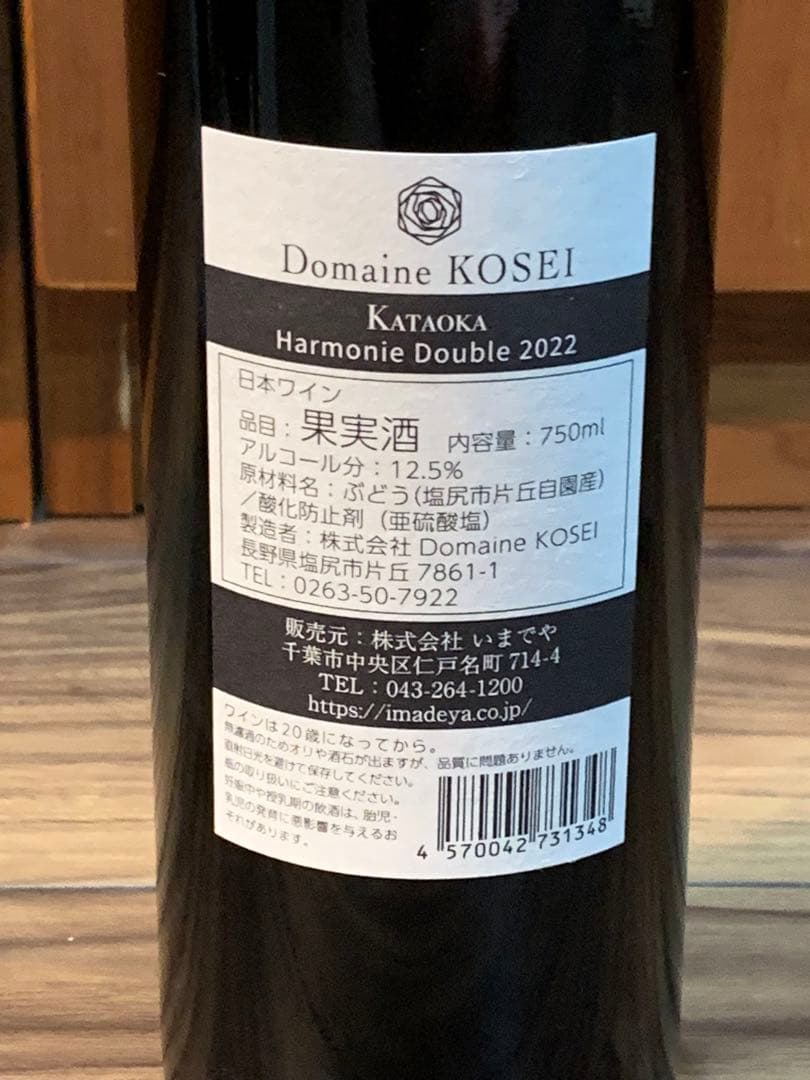 Domaine KOSEI
KATAOKA
Harmonie Double 2022
日本ワイン
品目：果実酒 内容量：750ml
アルコール分：12.5%
原材料名：ぶどう（塩尻市片丘自園産）
／酸化防止剤（亜硫酸塩）
製造者：株式会社 Domaine KOSEI
長野県塩尻市片丘 7861-1
TEL：0263-50-7922
販売元：株式会社 いまでや
千葉市中央区仁戸名町 714-4
TEL：043-264-1200
https://imadeya.co.jp/
ワインは20歳になってから。
無濾過のためオリや酒石が出ますが、品質に問題ありません。
直射日光を避けて保存してください。
瓶の取り扱いにご注意ください。
妊娠中や授乳期の飲酒は、胎児・
乳児の発育に悪影響を与えるお
それがあります。
4 570042 731348